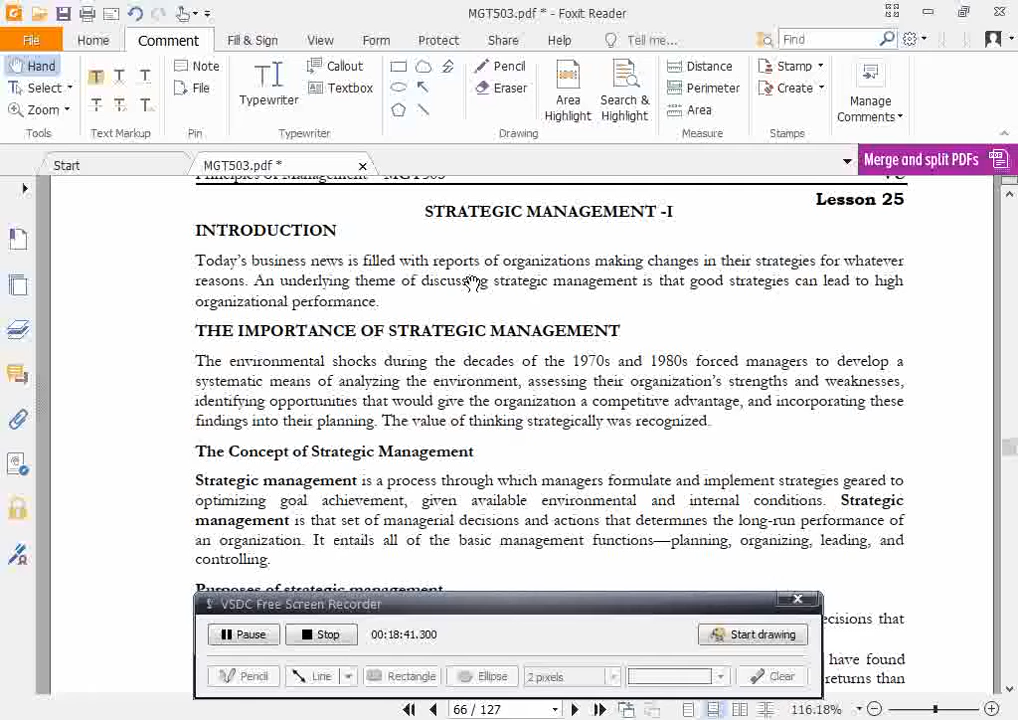 MGT503.pdf * - Foxit Reader
File Home Comment Fill & Sign View Form Protect Share Help Tell me... Find
Hand
Select
Zoom
Tools
Text Markup
Note
File
Pin
Typewriter
Callout
Textbox
Typewriter
Pencil
Eraser
Area Highlight
Search & Highlight
Drawing
Distance
Perimeter
Area
Measure
Stamp
Create
Stamps
Manage Comments
Start MGT503.pdf * Merge and split PDFs
Principles of Management – MGT503 VU
Lesson 25
STRATEGIC MANAGEMENT -I
INTRODUCTION
Today's business news is filled with reports of organizations making changes in their strategies for whatever
reasons. An underlying theme of discussing strategic management is that good strategies can lead to high
organizational performance.
THE IMPORTANCE OF STRATEGIC MANAGEMENT
The environmental shocks during the decades of the 1970s and 1980s forced managers to develop a
systematic means of analyzing the environment, assessing their organization's strengths and weaknesses,
identifying opportunities that would give the organization a competitive advantage, and incorporating these
findings into their planning. The value of thinking strategically was recognized.
The Concept of Strategic Management
Strategic management is a process through which managers formulate and implement strategies geared to
optimizing goal achievement, given available environmental and internal conditions. Strategic
management is that set of managerial decisions and actions that determines the long-run performance of
an organization. It entails all of the basic management functions—planning, organizing, leading, and
controlling.
Purposes of strategic management
ecisions that
have found
returns than
VSDC Free Screen Recorder
Pause Stop 00:18:41.300 Start drawing
Pencil Line Rectangle Ellipse 2 pixels Clear
66 / 127 116.18%